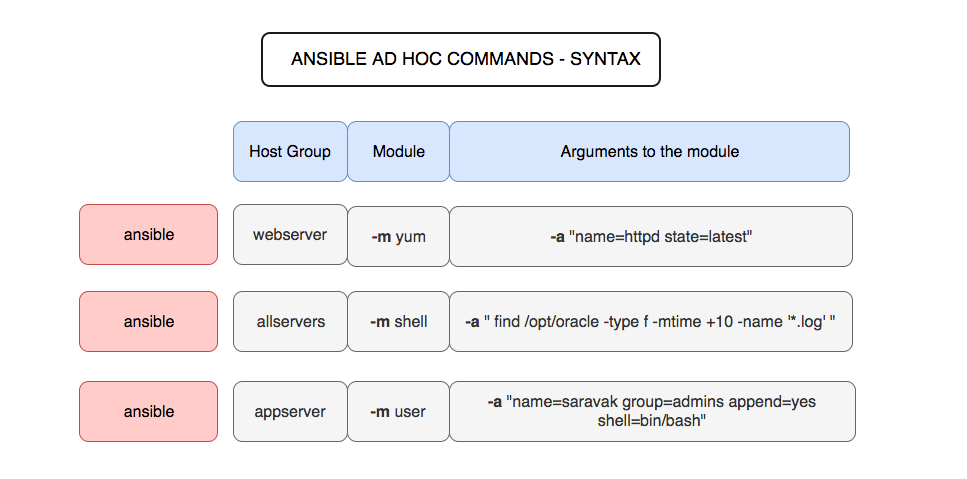 ANSIBLE AD HOC COMMANDS - SYNTAX
Host Group Module Arguments to the module
ansible webserver -m yum -a "name=httpd state=latest"
ansible allservers -m shell -a " find /opt/oracle -type f -mtime +10 -name '*.log' "
ansible appserver -m user -a "name=saravak group=admins append=yes
shell=bin/bash"